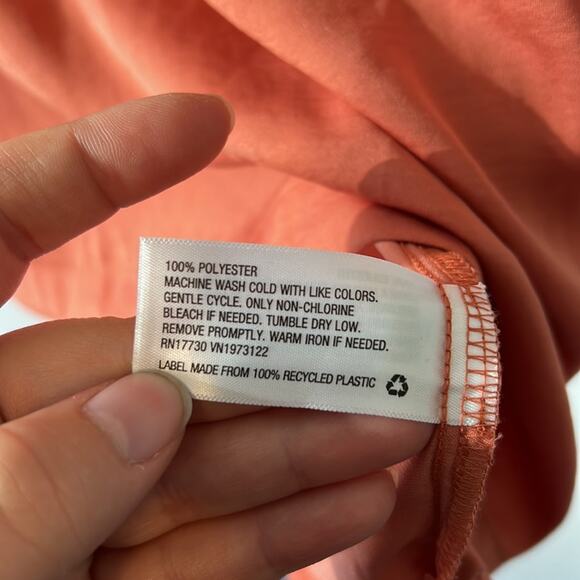 100% POLYESTER
MACHINE WASH COLD WITH LIKE COLORS.
GENTLE CYCLE. ONLY NON-CHLORINE
BLEACH IF NEEDED. TUMBLE DRY LOW.
REMOVE PROMPTLY. WARM IRON IF NEEDED.
RN17730 VN1973122
LABEL MADE FROM 100% RECYCLED PLASTIC